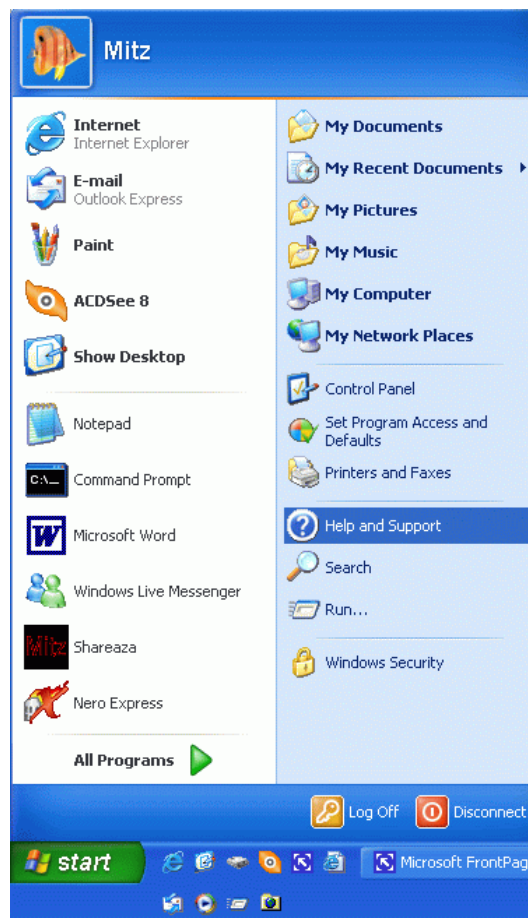 Mitz
Internet
Internet Explorer
E-mail
Outlook Express
Paint
ACDSee 8
Show Desktop
Notepad
C:\_
Command Prompt
W
Microsoft Word
Windows Live Messenger
Mitz
Shareaza
Nero Express
All Programs
My Documents
My Recent Documents
My Pictures
My Music
My Computer
My Network Places
Control Panel
Set Program Access and
Defaults
Printers and Faxes
Help and Support
Search
Run...
Windows Security
Log Off
Disconnect
start
Microsoft FrontPag